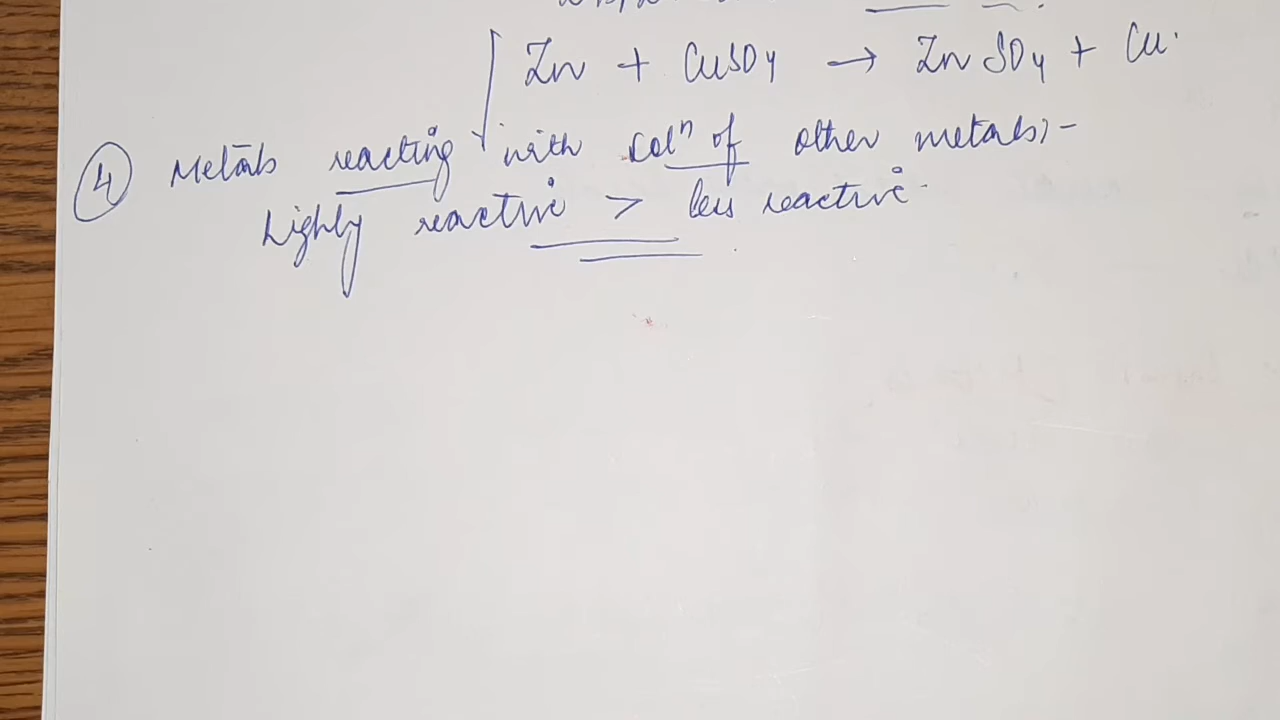 Zn + CuSO4 → ZnSO4 + Cu.
④ Metals reacting with solⁿ of other metals:-
Highly reactive > less reactive.